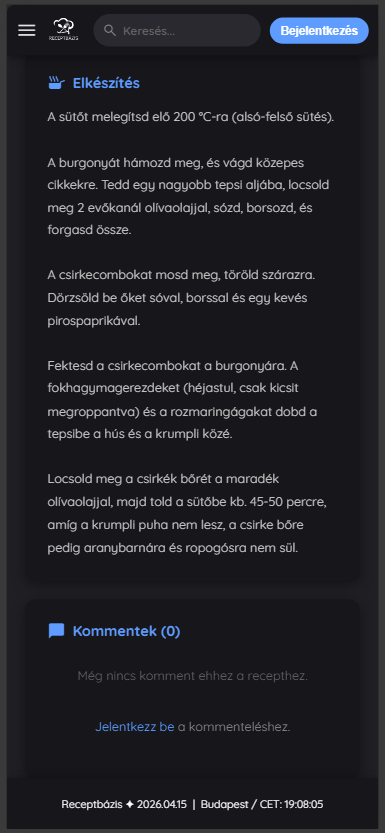 RECEPTBÁZIS
Keresés...
Bejelentkezés
Elkészítés
A sütőt melegítsd elő 200 °C-ra (alsó-felső sütés).
A burgonyát hámozd meg, és vágd közepes
cikkekre. Tedd egy nagyobb tepsi aljába, locsold
meg 2 evőkanál olívaolajjal, sózd, borsozd, és
forgasd össze.
A csirkecombokat mosd meg, töröld szárazra.
Dörzsöld be őket sóval, borssal és egy kevés
pirospaprikával.
Fektesd a csirkecombokat a burgonyára. A
fokhagymagerezdeket (héjastul, csak kicsit
megroppantva) és a rozmaringágakat dobd a
tepsibe a hús és a krumpli közé.
Locsold meg a csirkék bőrét a maradék
olívaolajjal, majd told a sütőbe kb. 45-50 percre,
amíg a krumpli puha nem lesz, a csirke bőre
pedig aranybarnára és ropogósra nem sül.
Kommentek (0)
Még nincs komment ehhez a recepthez.
Jelentkezz be a kommenteléshez.
Receptbázis ✦ 2026.04.15 | Budapest / CET: 19:08:05